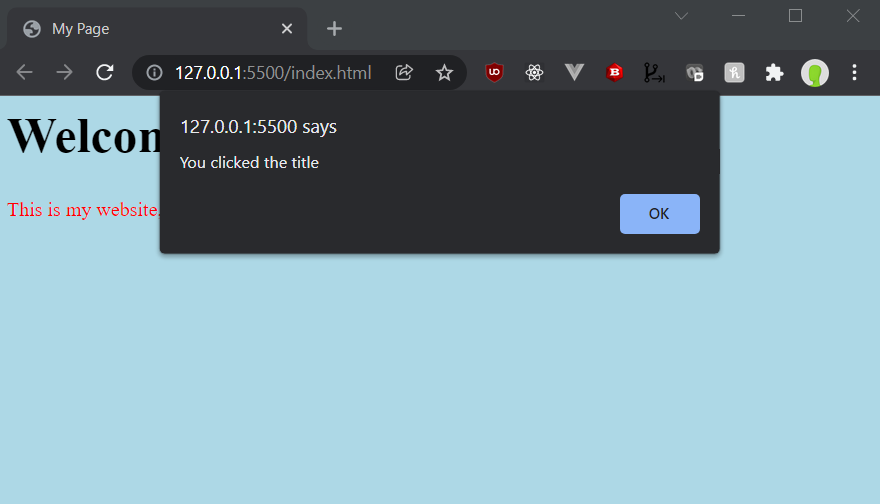 My Page
127.0.0.1:5500/index.html
127.0.0.1:5500 says
You clicked the title
OK
This is my website.